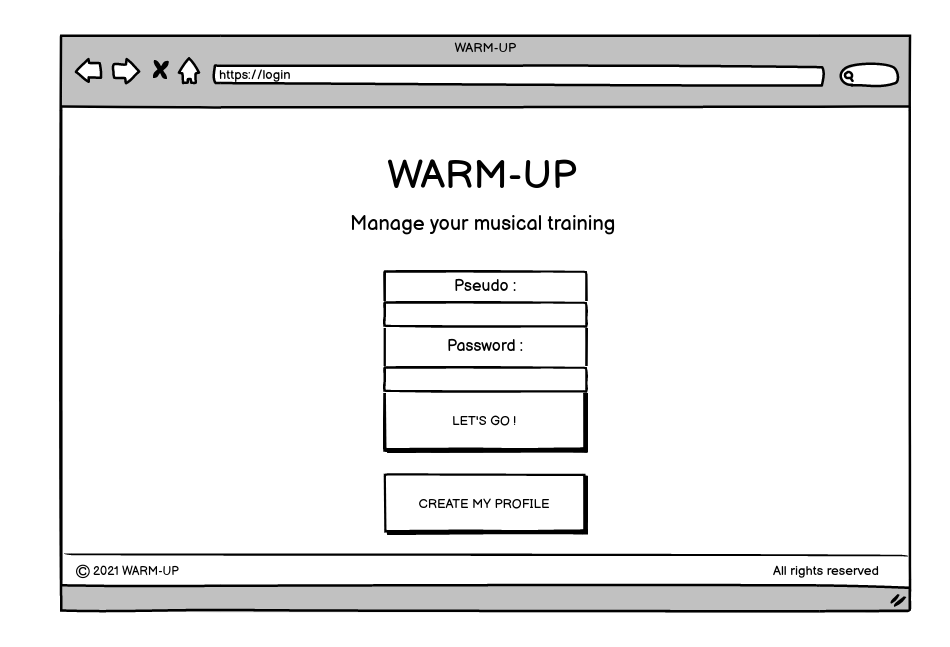 WARM-UP
https://login
WARM-UP
Manage your musical training
Pseudo :
Password :
LET'S GO !
CREATE MY PROFILE
© 2021 WARM-UP
All rights reserved